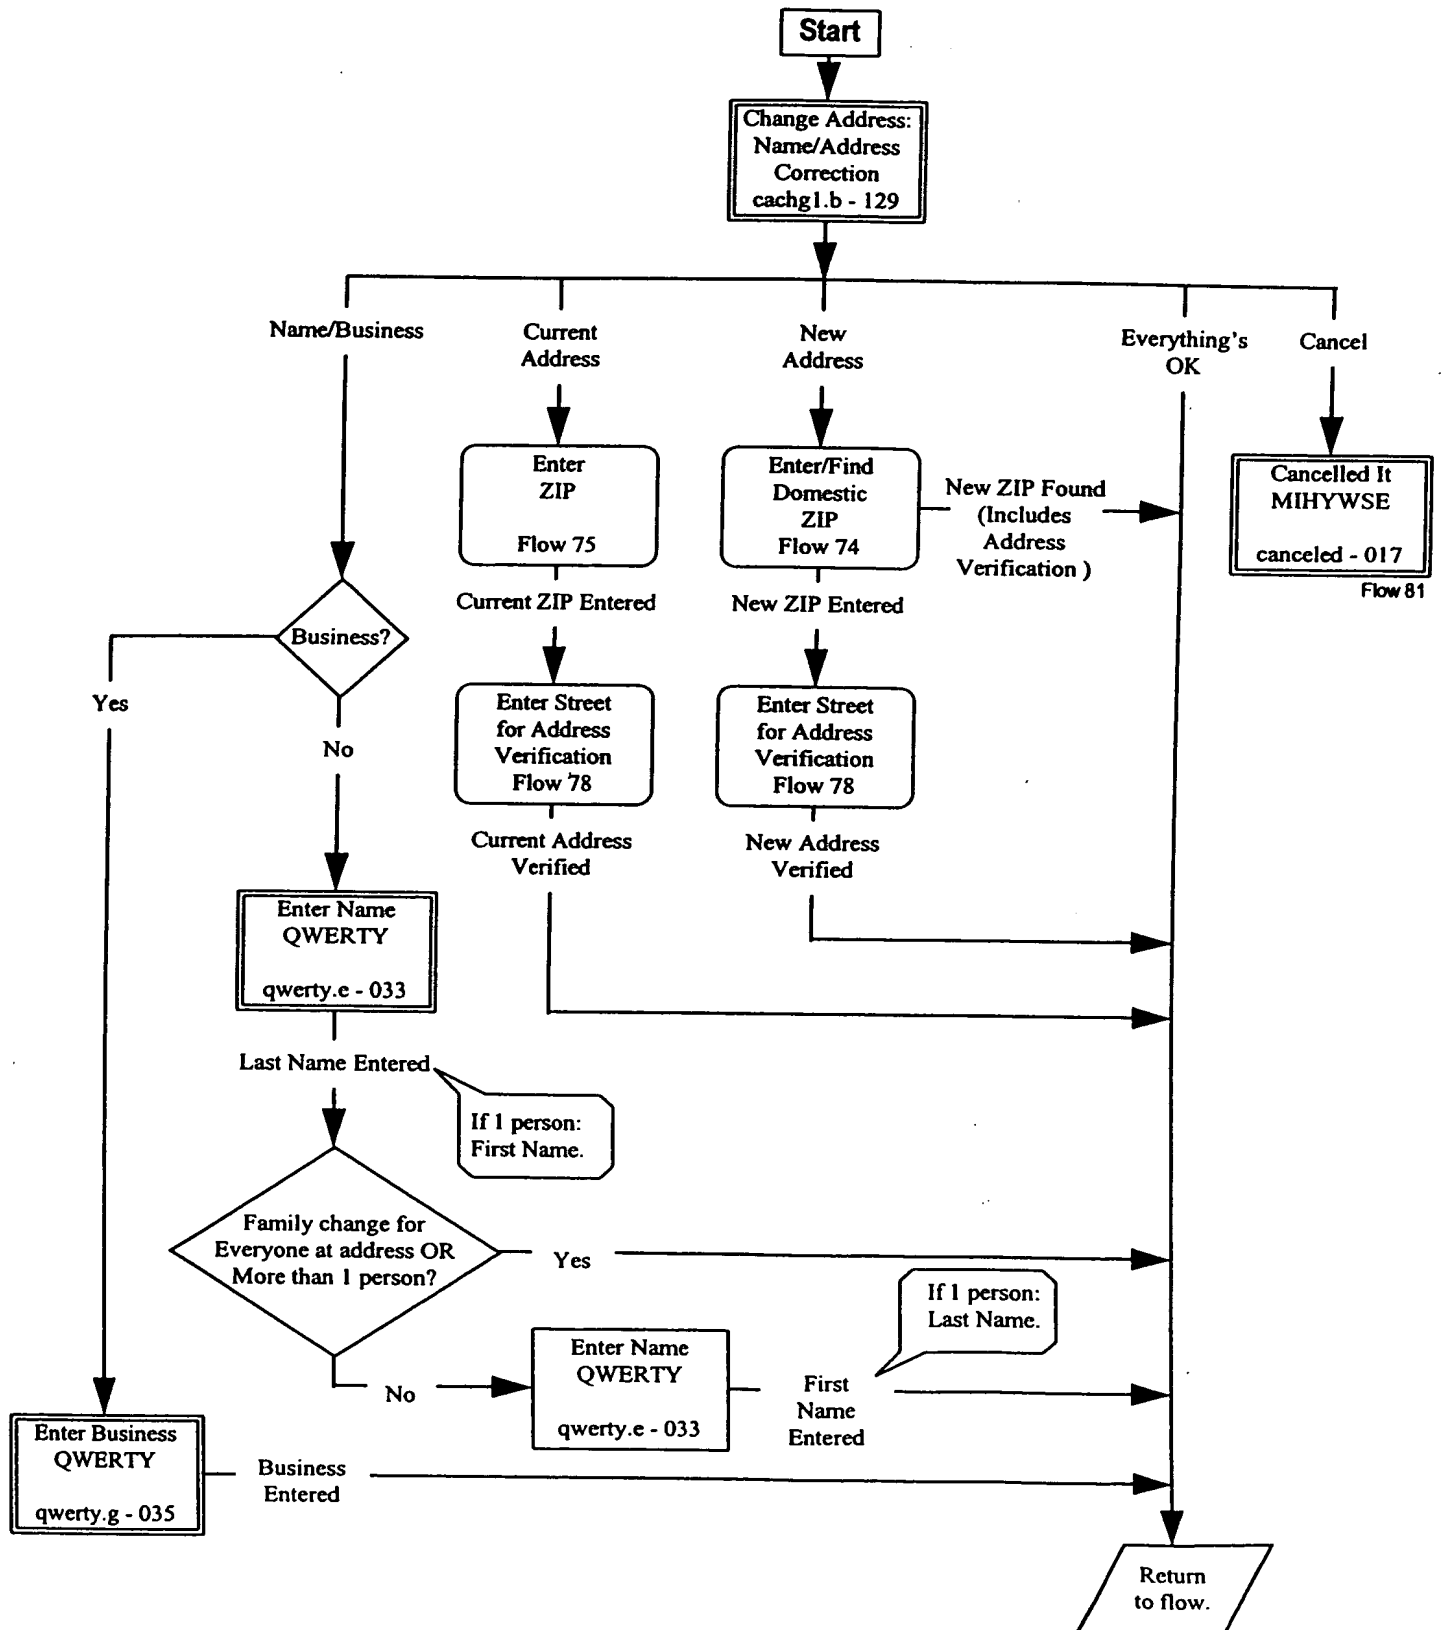 Start
Change Address:
Name/Address
Correction
cachg1.b - 129
Name/Business
Current
Address
New
Address
Everything's
OK
Cancel
Enter
ZIP
Flow 75
Enter/Find
Domestic
ZIP
Flow 74
New ZIP Found
(Includes
Address
Verification )
Cancelled It
MIHYWSE
canceled - 017
Flow 81
Current ZIP Entered
New ZIP Entered
Business?
Yes
No
Enter Street
for Address
Verification
Flow 78
Enter Street
for Address
Verification
Flow 78
Current Address
Verified
New Address
Verified
Enter Name
QWERTY
qwerty.e - 033
Last Name Entered
If 1 person:
First Name.
Family change for
Everyone at address OR
More than 1 person?
Yes
If 1 person:
Last Name.
No
Enter Name
QWERTY
qwerty.e - 033
First
Name
Entered
Enter Business
QWERTY
qwerty.g - 035
Business
Entered
Return
to flow.